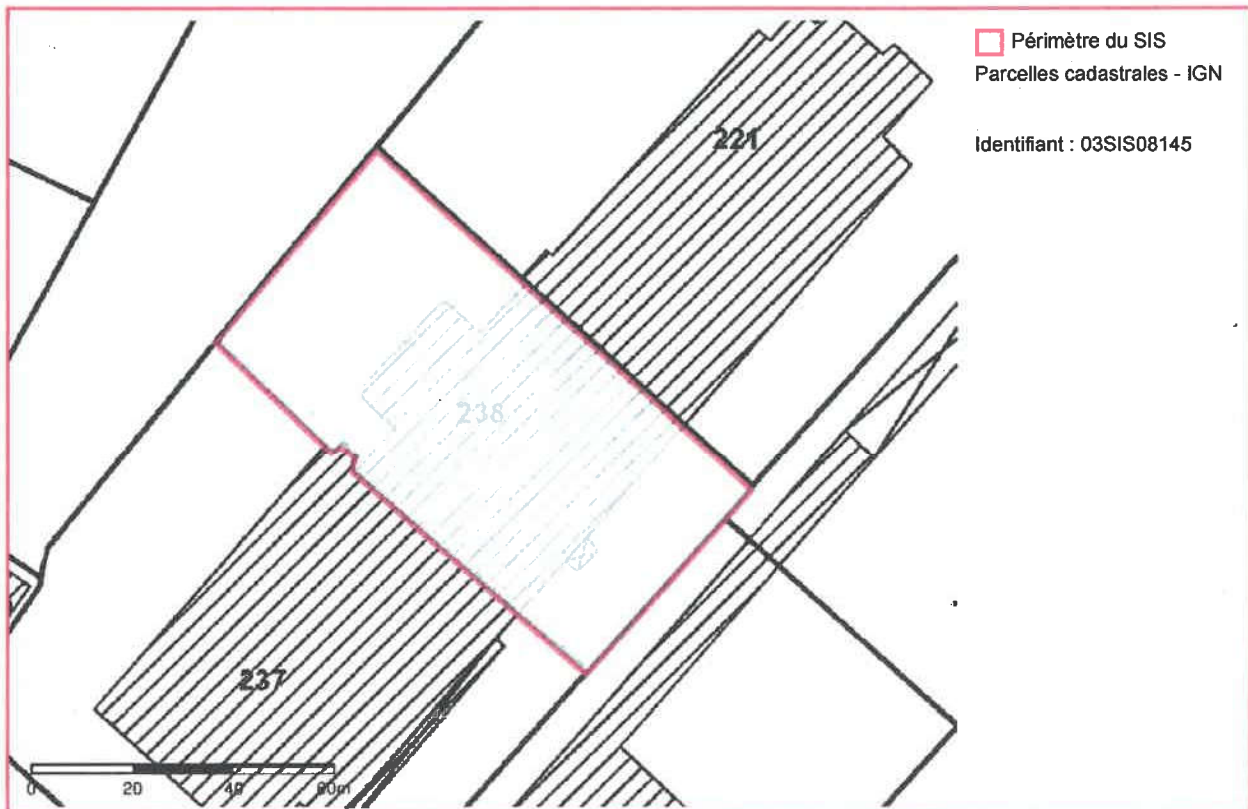 Périmètre du SIS
Parcelles cadastrales - IGN
Identifiant : 03SIS08145
221
238
237
0 20 40 60m